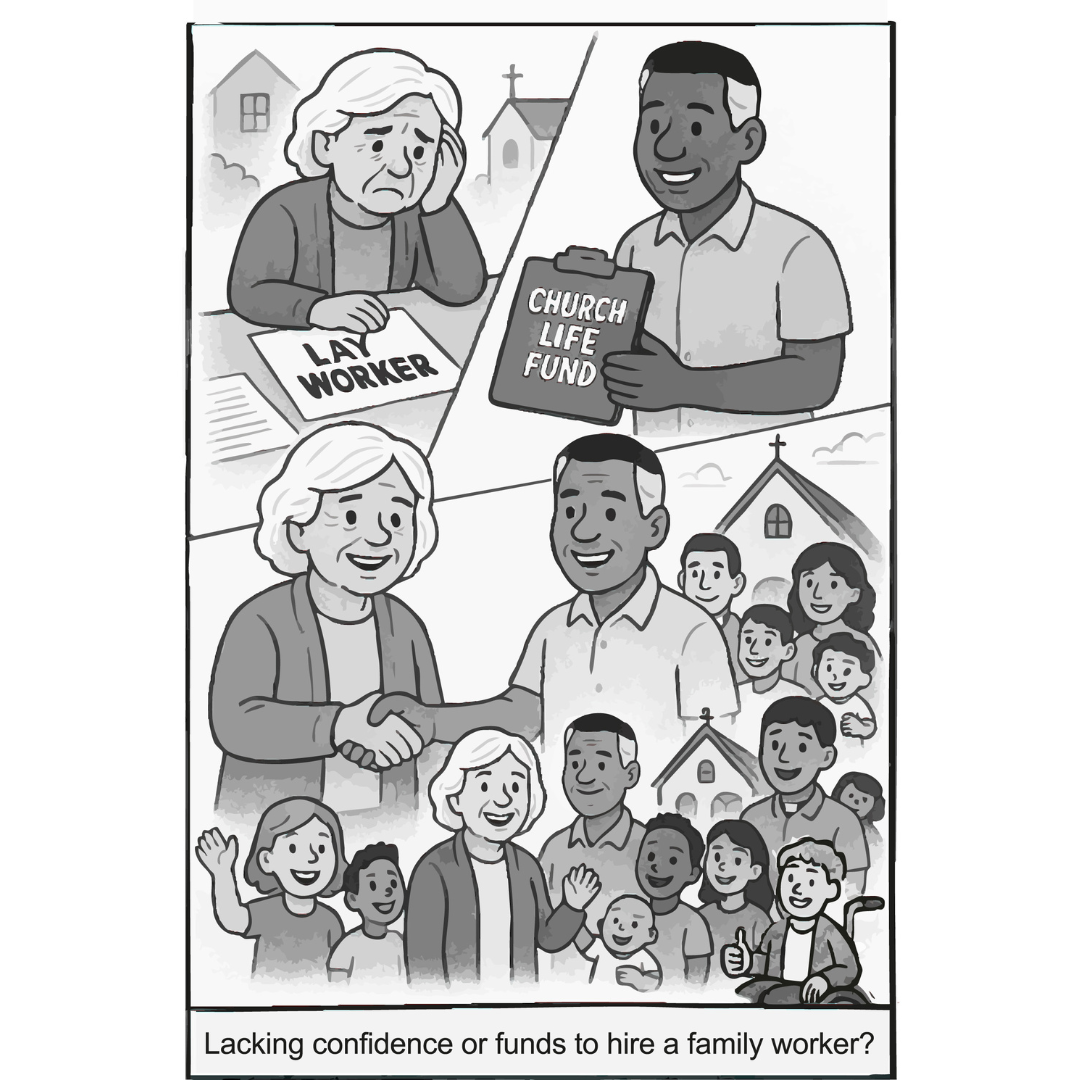 LAY
WORKER
CHURCH
LIFE
FUND
Lacking confidence or funds to hire a family worker?